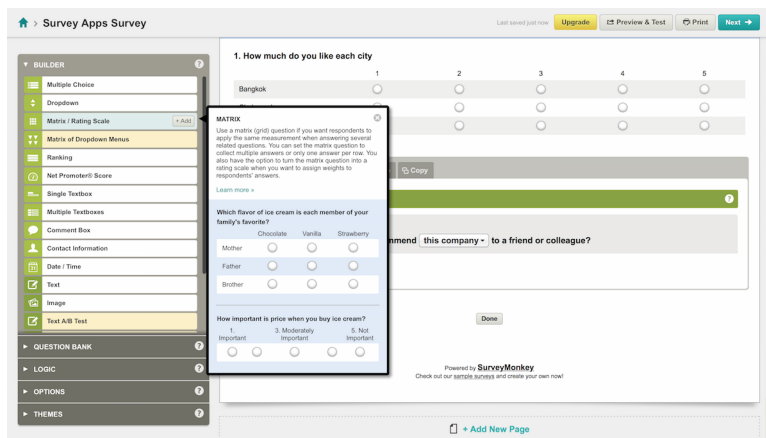 > Survey Apps Survey
Last saved just now
Upgrade
Preview & Test
Print
Next
BUILDER
Multiple Choice
Dropdown
Matrix / Rating Scale
+ Add
Matrix of Dropdown Menus
Ranking
Net Promoter® Score
Single Textbox
Multiple Textboxes
Comment Box
Contact Information
Date / Time
Text
Image
Text A/B Test
QUESTION BANK
LOGIC
OPTIONS
THEMES
MATRIX
Use a matrix (grid) question if you want respondents to
apply the same measurement when answering several
related questions. You can set the matrix question to
collect multiple answers or only one answer per row. You
also have the option to turn the matrix question into a
rating scale when you want to assign weights to
respondents' answers.
Learn more »
Which flavor of ice cream is each member of your
family's favorite?
Chocolate Vanilla Strawberry
Mother
Father
Brother
How important is price when you buy ice cream?
1. 3. Moderately 5. Not
Important Important Important
1. How much do you like each city
1 2 3 4 5
Bangkok
Copy
this company to a friend or colleague?
Done
Powered by SurveyMonkey
Check out our sample surveys and create your own now!
+ Add New Page